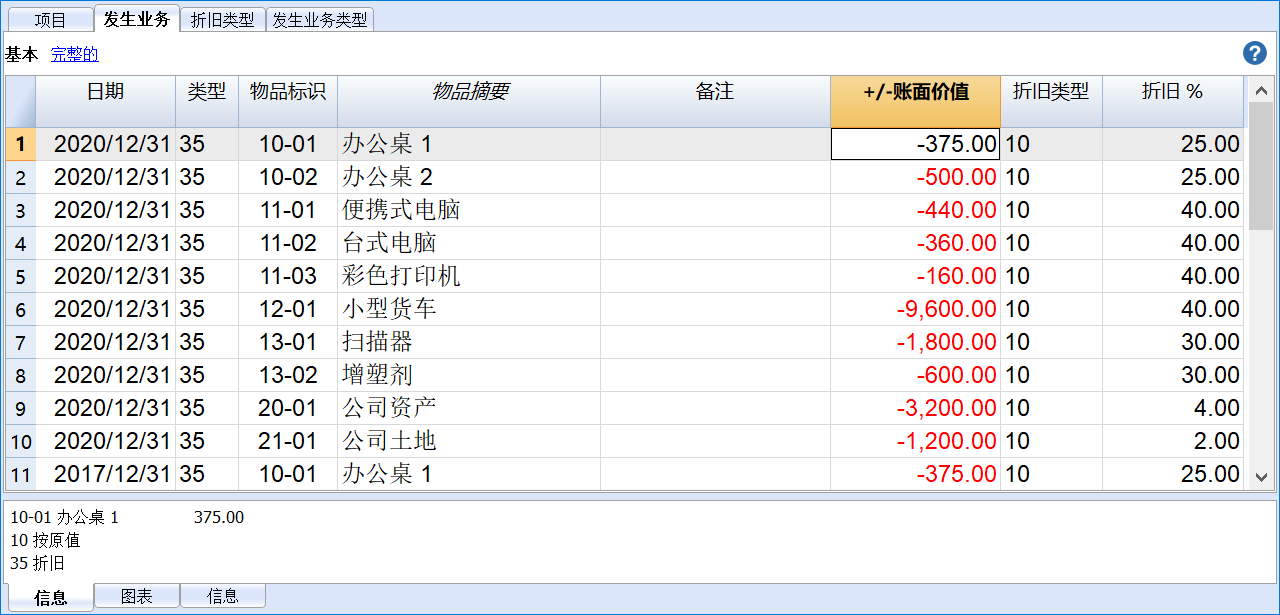 项目 发生业务 折旧类型 发生业务类型
基本 完整的 ?
日期 类型 物品标识 物品摘要 备注 +/-账面价值 折旧类型 折旧 %
1 2020/12/31 35 10-01 办公桌 1 -375.00 10 25.00
2 2020/12/31 35 10-02 办公桌 2 -500.00 10 25.00
3 2020/12/31 35 11-01 便携式电脑 -440.00 10 40.00
4 2020/12/31 35 11-02 台式电脑 -360.00 10 40.00
5 2020/12/31 35 11-03 彩色打印机 -160.00 10 40.00
6 2020/12/31 35 12-01 小型货车 -9,600.00 10 40.00
7 2020/12/31 35 13-01 扫描器 -1,800.00 10 30.00
8 2020/12/31 35 13-02 增塑剂 -600.00 10 30.00
9 2020/12/31 35 20-01 公司资产 -3,200.00 10 4.00
10 2020/12/31 35 21-01 公司土地 -1,200.00 10 2.00
11 2017/12/31 35 10-01 办公桌 1 -375.00 10 25.00
10-01 办公桌 1 375.00
10 按原值
35 折旧
信息 图表 信息